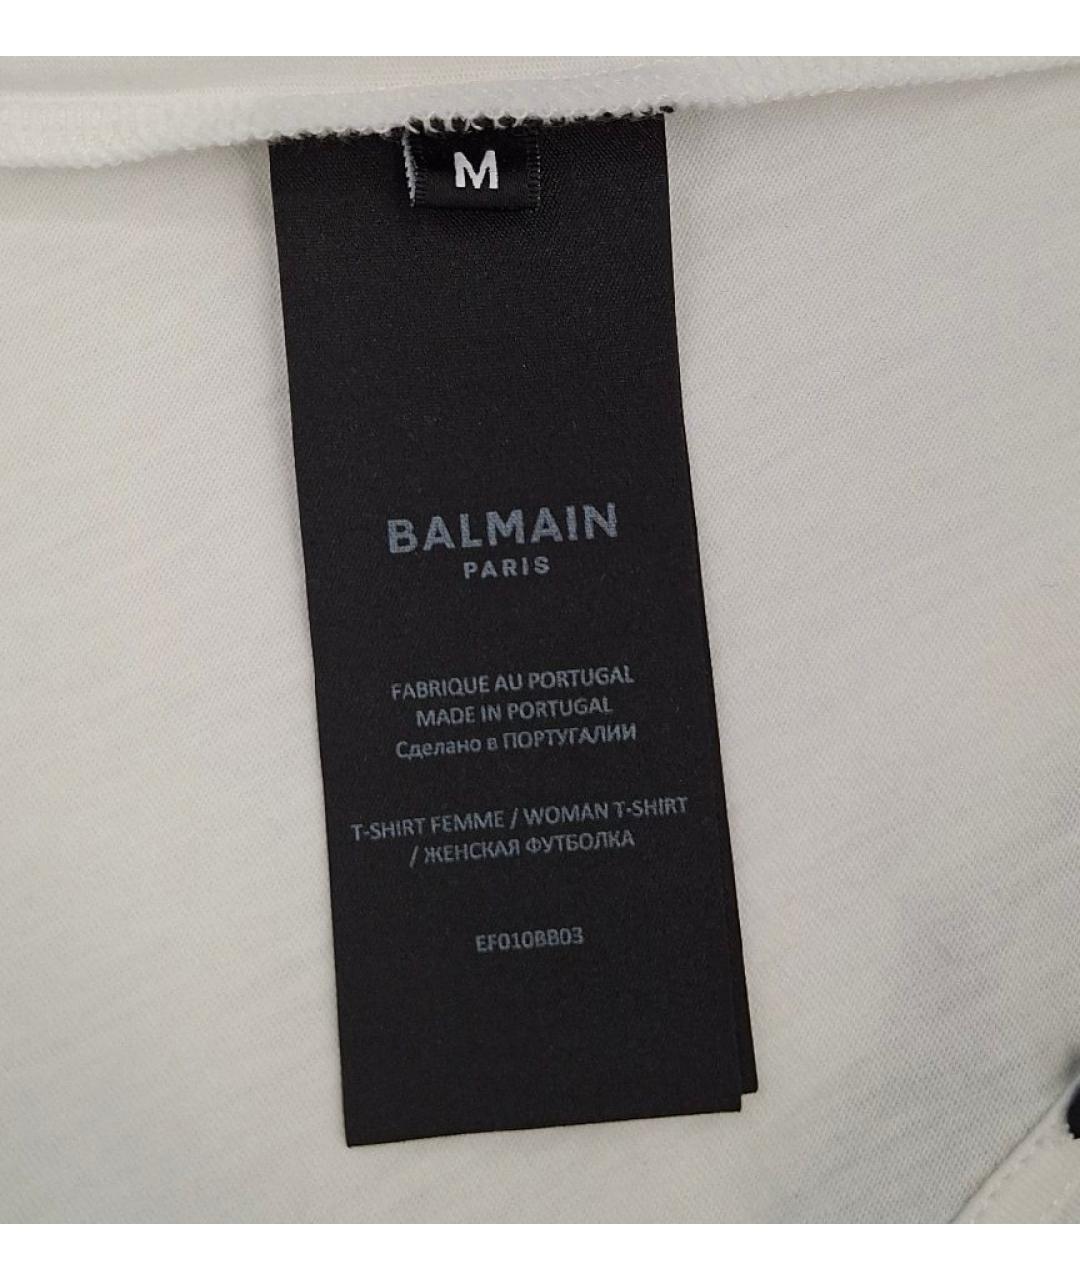 M
BALMAIN
PARIS
FABRIQUE AU PORTUGAL
MADE IN PORTUGAL
Сделано в ПОРТУГАЛИИ
T-SHIRT FEMME / WOMAN T-SHIRT
/ ЖЕНСКАЯ ФУТБОЛКА
EF010BB03